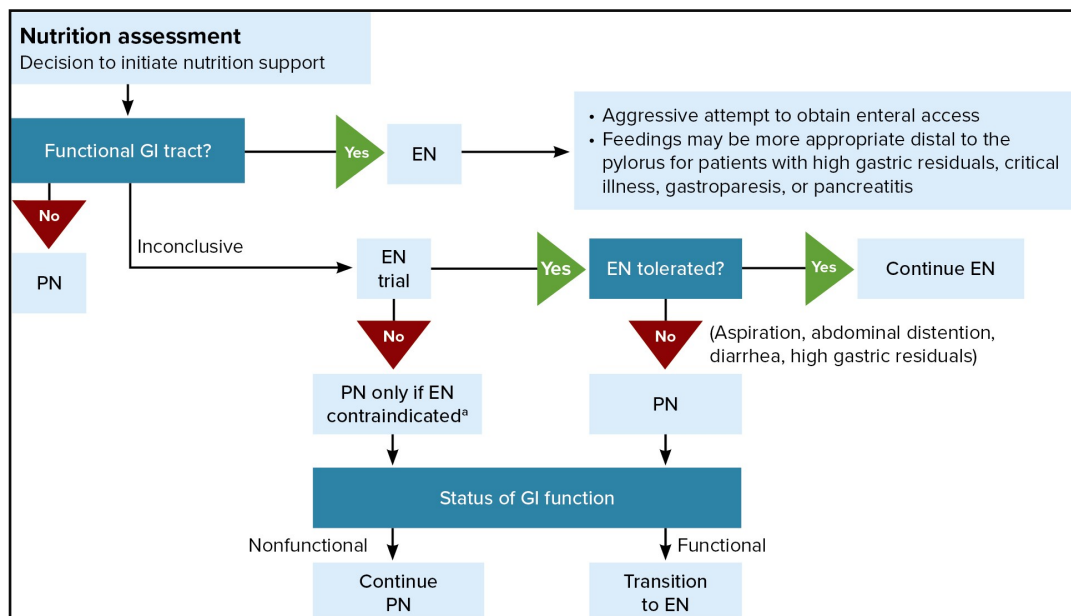 Nutrition assessment
Decision to initiate nutrition support
Functional GI tract?
Yes
EN
• Aggressive attempt to obtain enteral access
• Feedings may be more appropriate distal to the
pylorus for patients with high gastric residuals, critical
illness, gastroparesis, or pancreatitis
No
PN
Inconclusive
EN
trial
Yes
EN tolerated?
Yes
Continue EN
No
No
(Aspiration, abdominal distention,
diarrhea, high gastric residuals)
PN only if EN
contraindicatedᵃ
PN
Status of GI function
Nonfunctional
Functional
Continue
PN
Transition
to EN